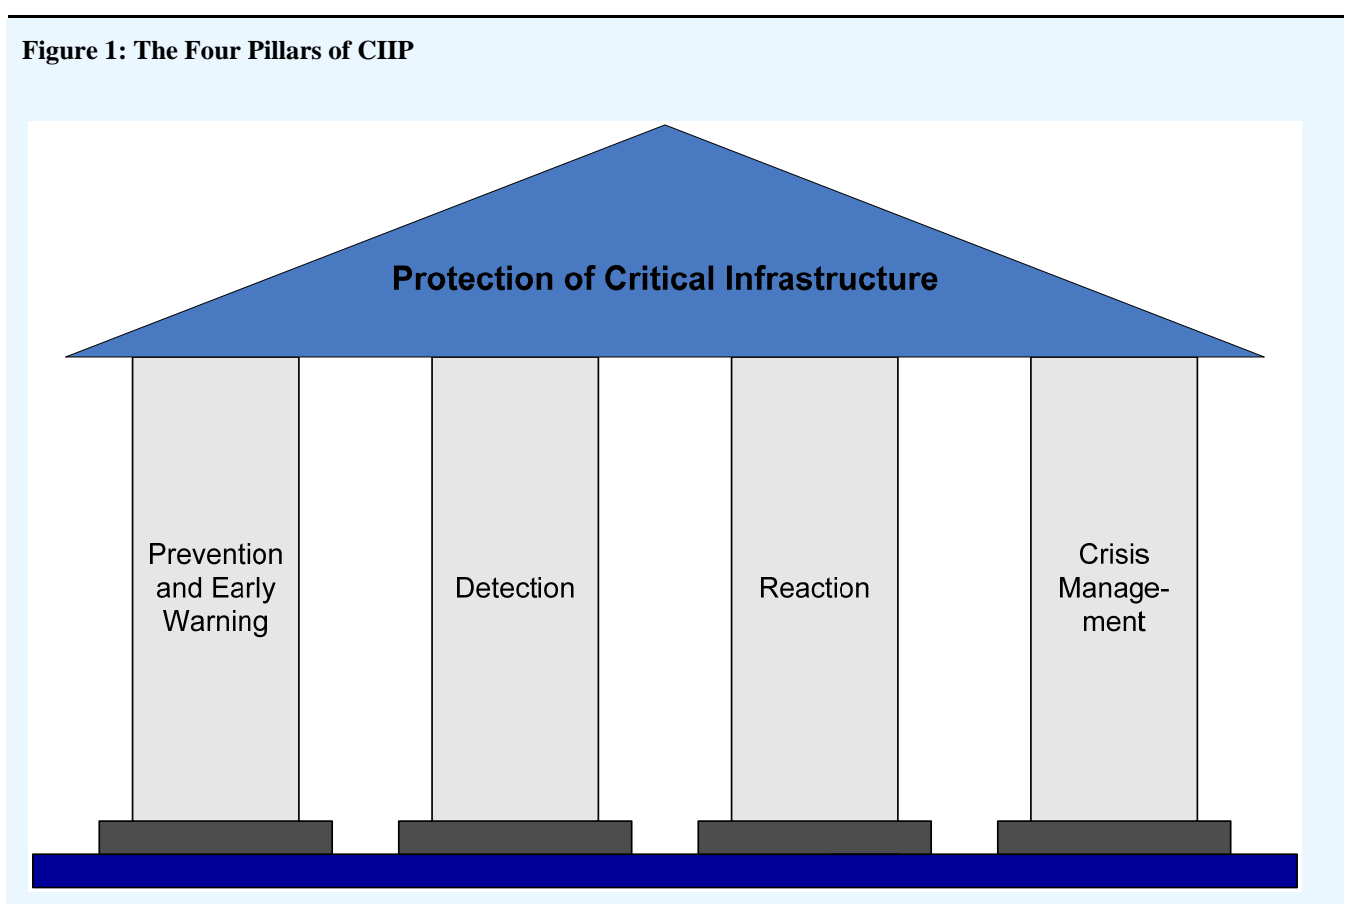 Figure 1: The Four Pillars of CIIP
Protection of Critical Infrastructure
Prevention
and Early
Warning
Detection
Reaction
Crisis
Manage-
ment